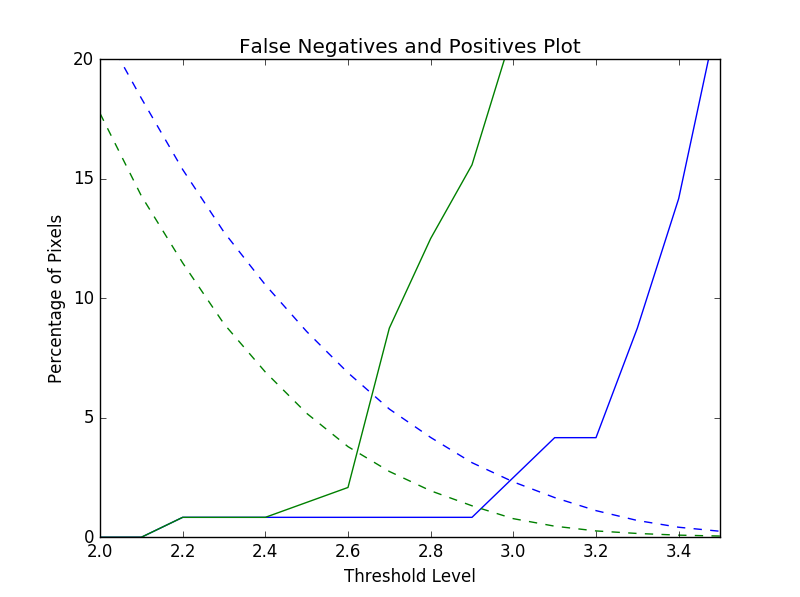 False Negatives and Positives Plot
20
15
10
5
0
Percentage of Pixels
2.0 2.2 2.4 2.6 2.8 3.0 3.2 3.4
Threshold Level